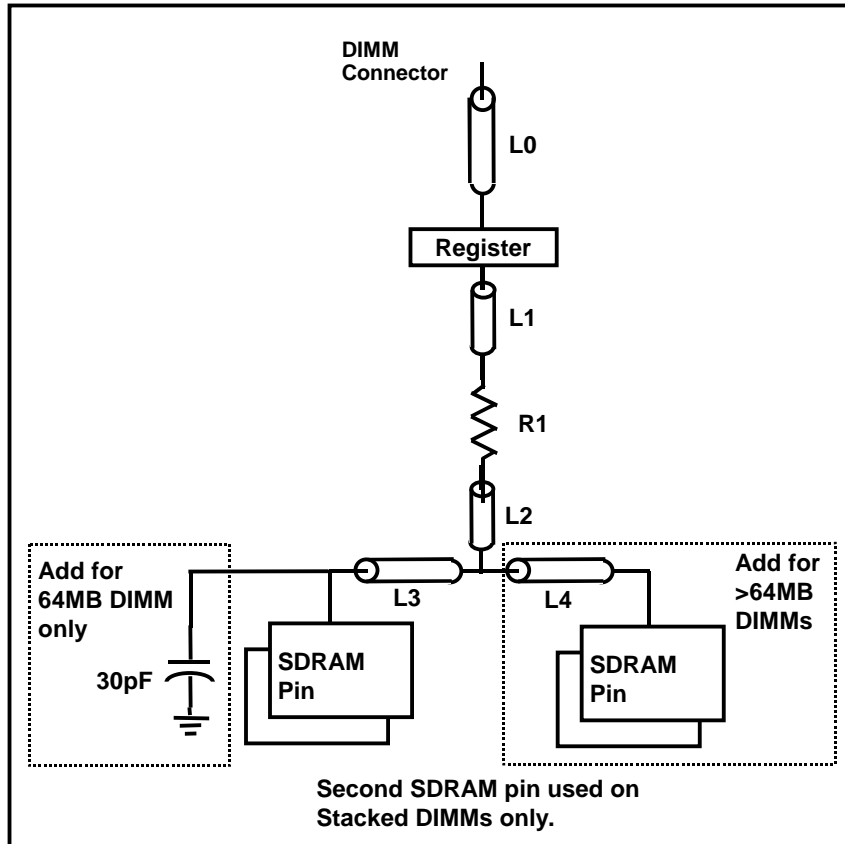 DIMM
Connector
L0
Register
L1
R1
L2
Add for
64MB DIMM
only
L3
L4
Add for
>64MB
DIMMs
30pF
SDRAM
Pin
SDRAM
Pin
Second SDRAM pin used on
Stacked DIMMs only.